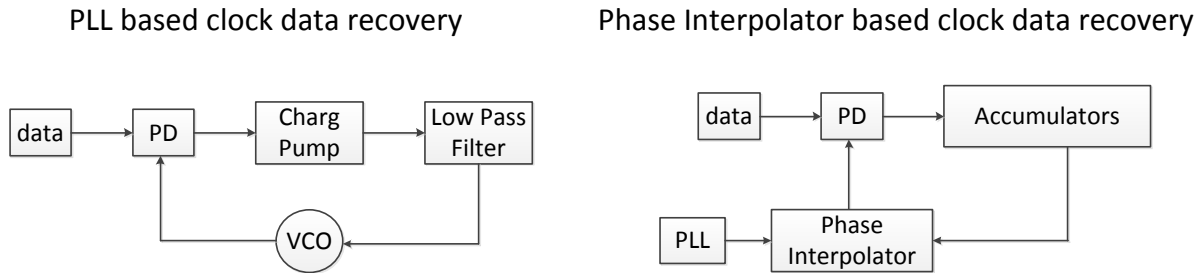 PLL based clock data recovery
Phase Interpolator based clock data recovery
data
PD
Charg
Pump
Low Pass
Filter
VCO
data
PD
Accumulators
PLL
Phase
Interpolator